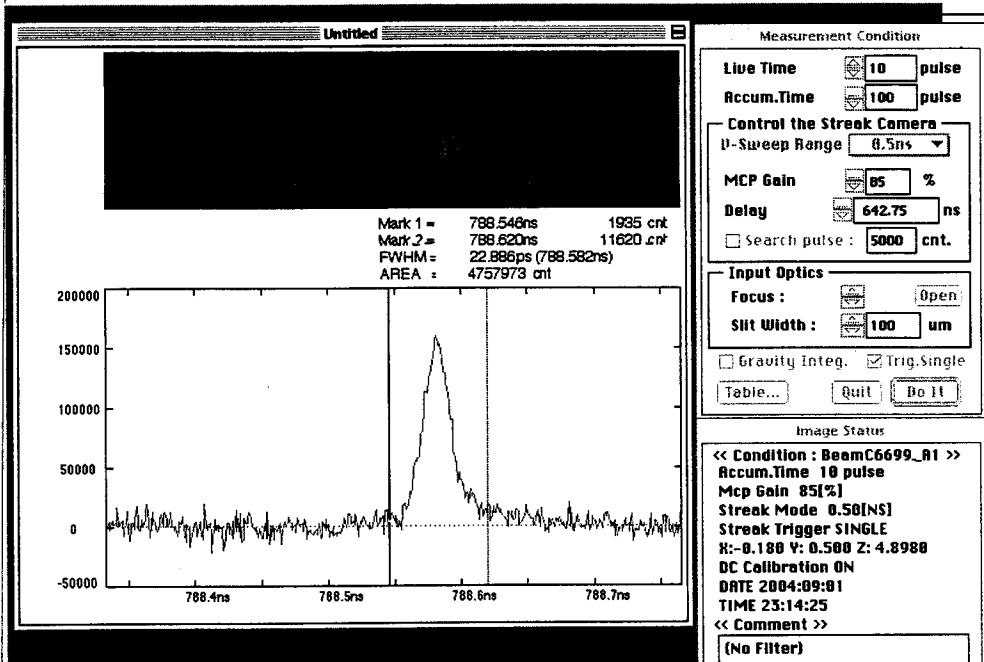 Untitled
Mark 1 = 788.546ns 1935 cnt
Mark 2 = 788.620ns 11620 cnt
FWHM = 22.886ps (788.582ns)
AREA = 4757973 cnt
200000
150000
100000
50000
0
-50000
788.4ns 788.5ns 788.6ns 788.7ns
Measurement Condition
Live Time 10 pulse
Accum.Time 100 pulse
Control the Streak Camera
V-Sweep Range 0.5ns
MCP Gain 85 %
Delay 642.75 ns
Search pulse : 5000 cnt.
Input Optics
Focus : Open
Slit Width : 100 um
Gravity Integ. Trig.Single
Table... Quit Do It
Image Status
<< Condition : BeamC6699_A1 >>
Accum.Time 10 pulse
Mcp Gain 85[%]
Streak Mode 0.50[NS]
Streak Trigger SINGLE
X:-0.180 Y: 0.500 Z: 4.8980
DC Calibration ON
DATE 2004:09:01
TIME 23:14:25
<< Comment >>
(No Filter)